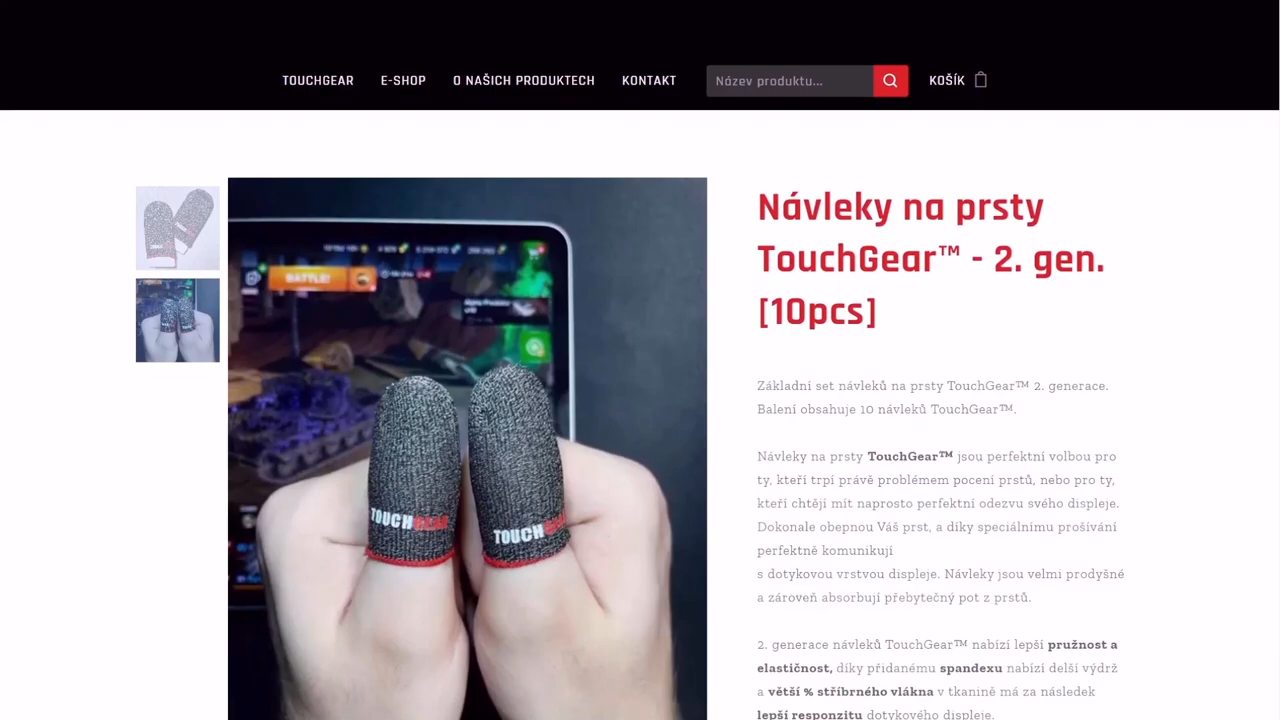 TOUCHGEAR
E-SHOP
O NAŠICH PRODUKTECH
KONTAKT
Název produktu...
KOŠÍK
BATTLE!
TOUCHGEAR
TOUCHGEAR
Návleky na prsty
TouchGear™ - 2. gen.
[10pcs]
Základní set návleků na prsty TouchGear™ 2. generace.
Balení obsahuje 10 návleků TouchGear™.
Návleky na prsty TouchGear™ jsou perfektní volbou pro
ty, kteří trpí právě problémem pocení prstů, nebo pro ty,
kteří chtějí mít naprosto perfektní odezvu svého displeje.
Dokonale obepnou Váš prst, a díky speciálnímu prošívání
perfektně komunikují
s dotykovou vrstvou displeje. Návleky jsou velmi prodyšné
a zároveň absorbují přebytečný pot z prstů.
2. generace návleků TouchGear™ nabízí lepší pružnost a
elastičnost, díky přidanému spandexu nabízí delší výdrž
a větší % stříbrného vlákna v tkanině má za následek
lepší responzitu dotykového displeje.